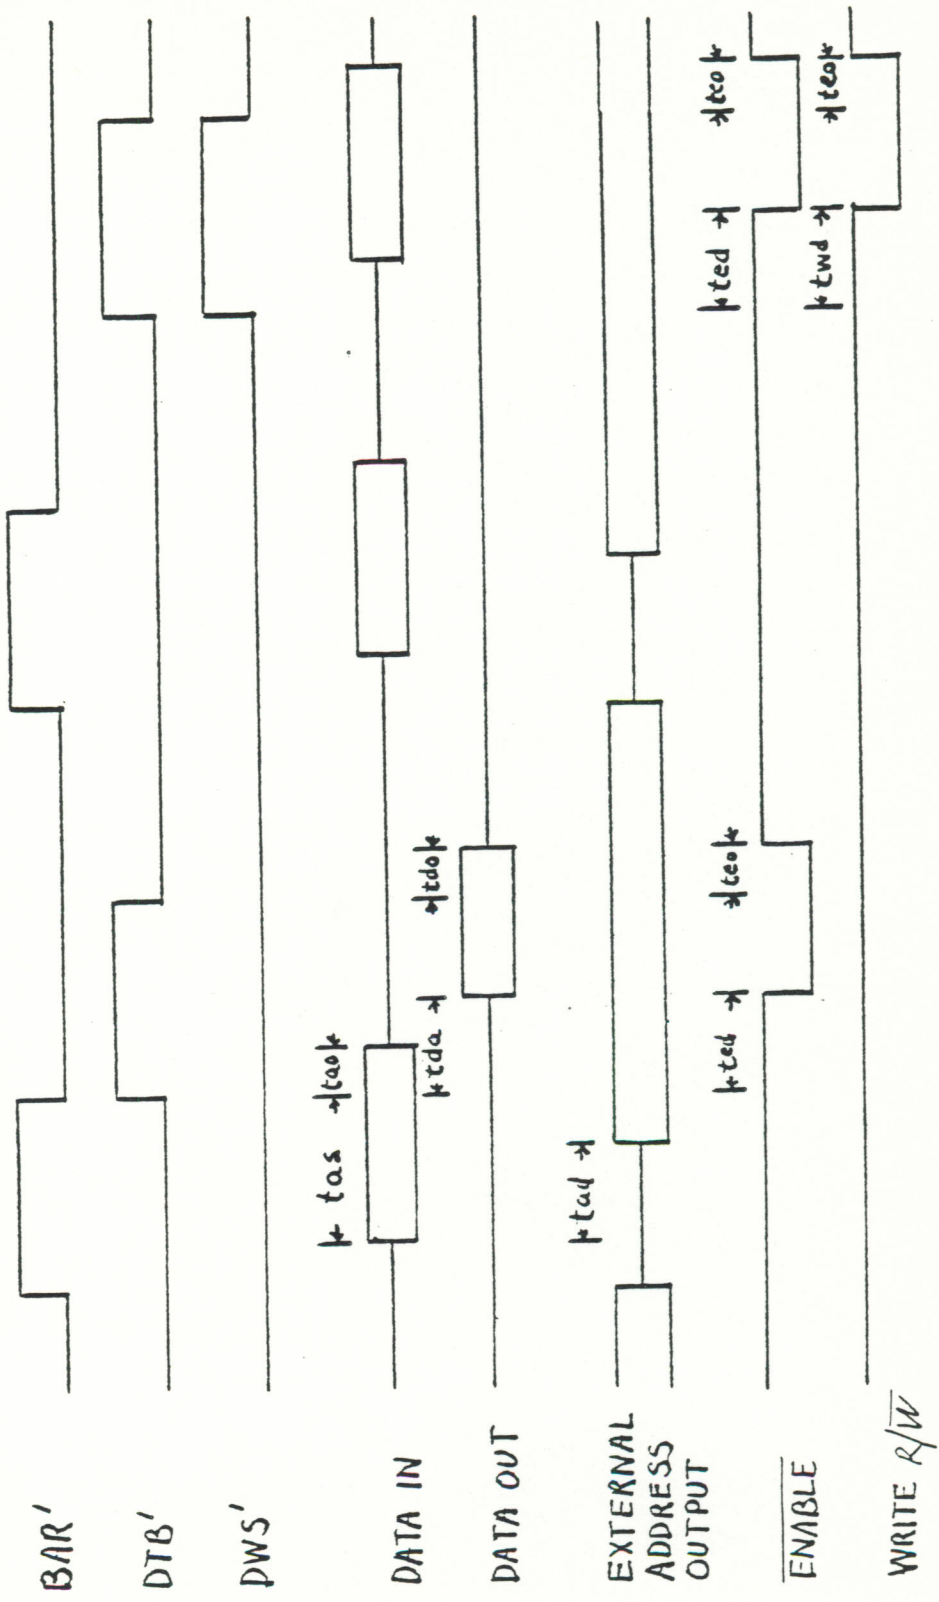 BAR'
DTB'
DWS'
tas tao
DATA IN
tda tdo
DATA OUT
tad
EXTERNAL
ADDRESS
OUTPUT
ted teo ted teo
ENABLE
twd teo
WRITE R/W